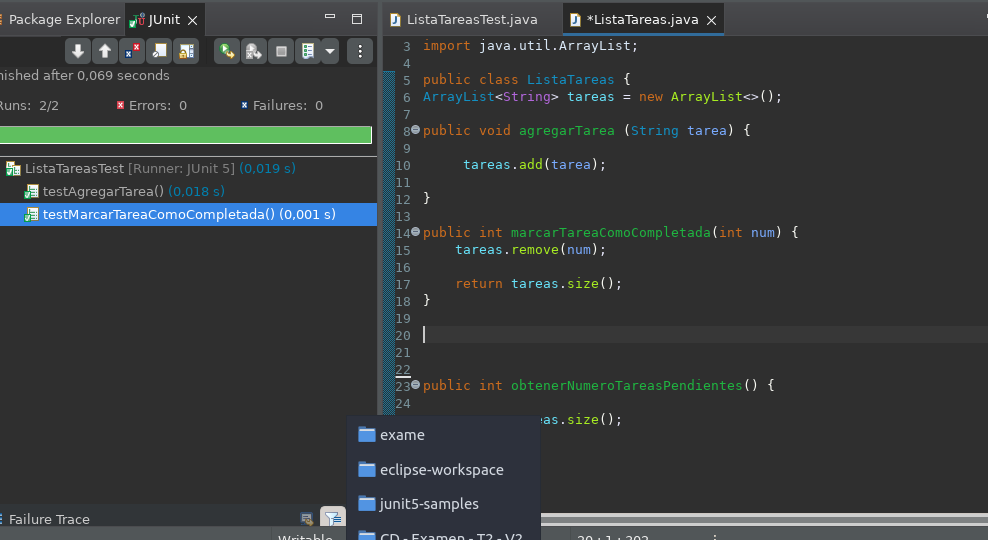 Package Explorer JUnit
nished after 0,069 seconds
Runs: 2/2 Errors: 0 Failures: 0
ListaTareasTest [Runner: JUnit 5] (0,019 s)
testAgregarTarea() (0,018 s)
testMarcarTareaComoCompletada() (0,001 s)
Failure Trace
ListaTareasTest.java *ListaTareas.java
3 import java.util.ArrayList;
4
5 public class ListaTareas {
6 ArrayList<String> tareas = new ArrayList<>();
7
8 public void agregarTarea (String tarea) {
9
10 tareas.add(tarea);
11
12 }
13
14 public int marcarTareaComoCompletada(int num) {
15 tareas.remove(num);
16
17 return tareas.size();
18 }
19
20
21
22
23 public int obtenerNumeroTareasPendientes() {
24
eas.size();
exame
eclipse-workspace
junit5-samples
CD - Examen - T2 - V2
Writable
20 : 1 : 302